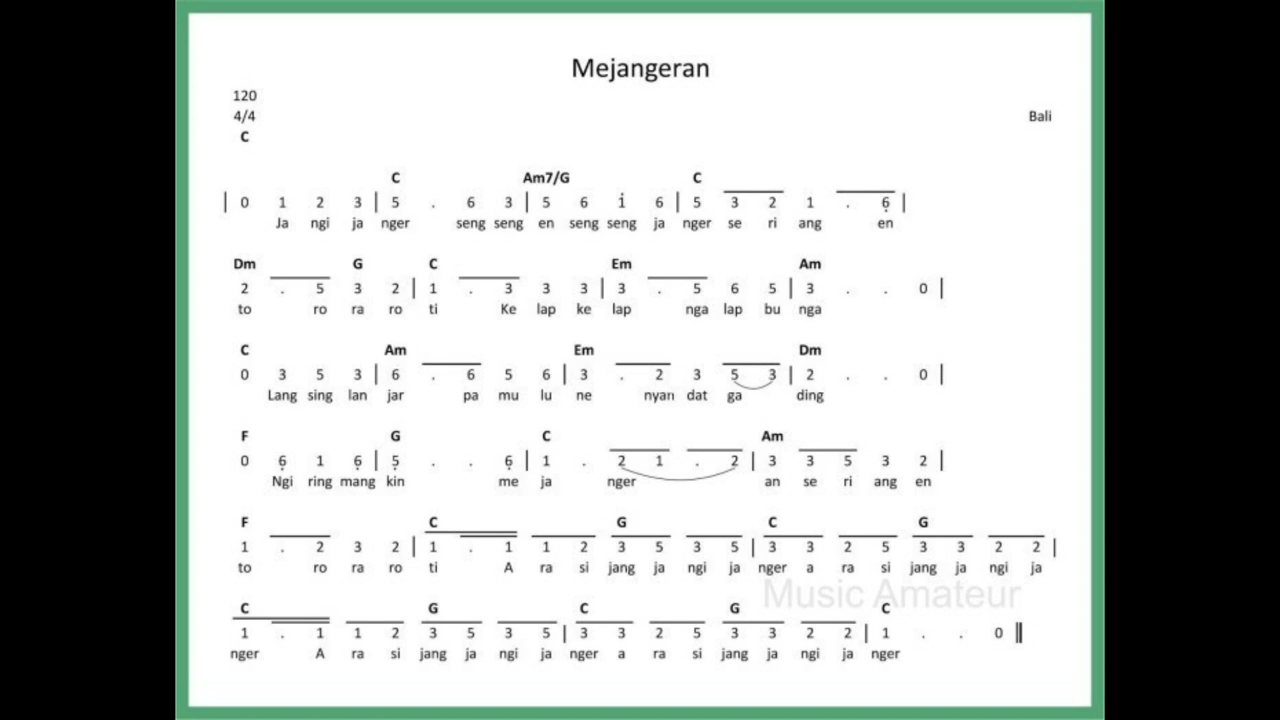 Mejangeran
120
4/4 Bali
C
C Am7/G C
| 0 1 2 3 | 5 . 6 3 | 5 6 i 6 | 5 3 2 1 . 6̣ |
Ja ngi ja nger seng seng en seng seng ja nger se ri ang en
Dm G C Em Am
2 . 5 3 2 | 1 . 3 3 3 | 3 . 5 6 5 | 3 . . 0 |
to ro ra ro ti Ke lap ke lap nga lap bu nga
C Am Em Dm
0 3 5 3 | 6 . 6 5 6 | 3 . 2 3 5 3 | 2 . . 0 |
Lang sing lan jar pa mu lu ne nyan dat ga ding
F G C Am
0 6̣ 1 6̣ | 5̣ . . 6̣ | 1 . 2 1 . 2 | 3 3 5 3 2 |
Ngi ring mang kin me ja nger an se ri ang en
F C G C G
1 . 2 3 2 | 1 . 1 1 2 3 5 3 5 | 3 3 2 5 3 3 2 2 |
to ro ra ro ti A ra si jang ja ngi ja nger a ra si jang ja ngi ja
Music Amateur
C G C G C
1 . 1 1 2 3 5 3 5 | 3 3 2 5 3 3 2 2 | 1 . . 0 ||
nger A ra si jang ja ngi ja nger a ra si jang ja ngi ja nger